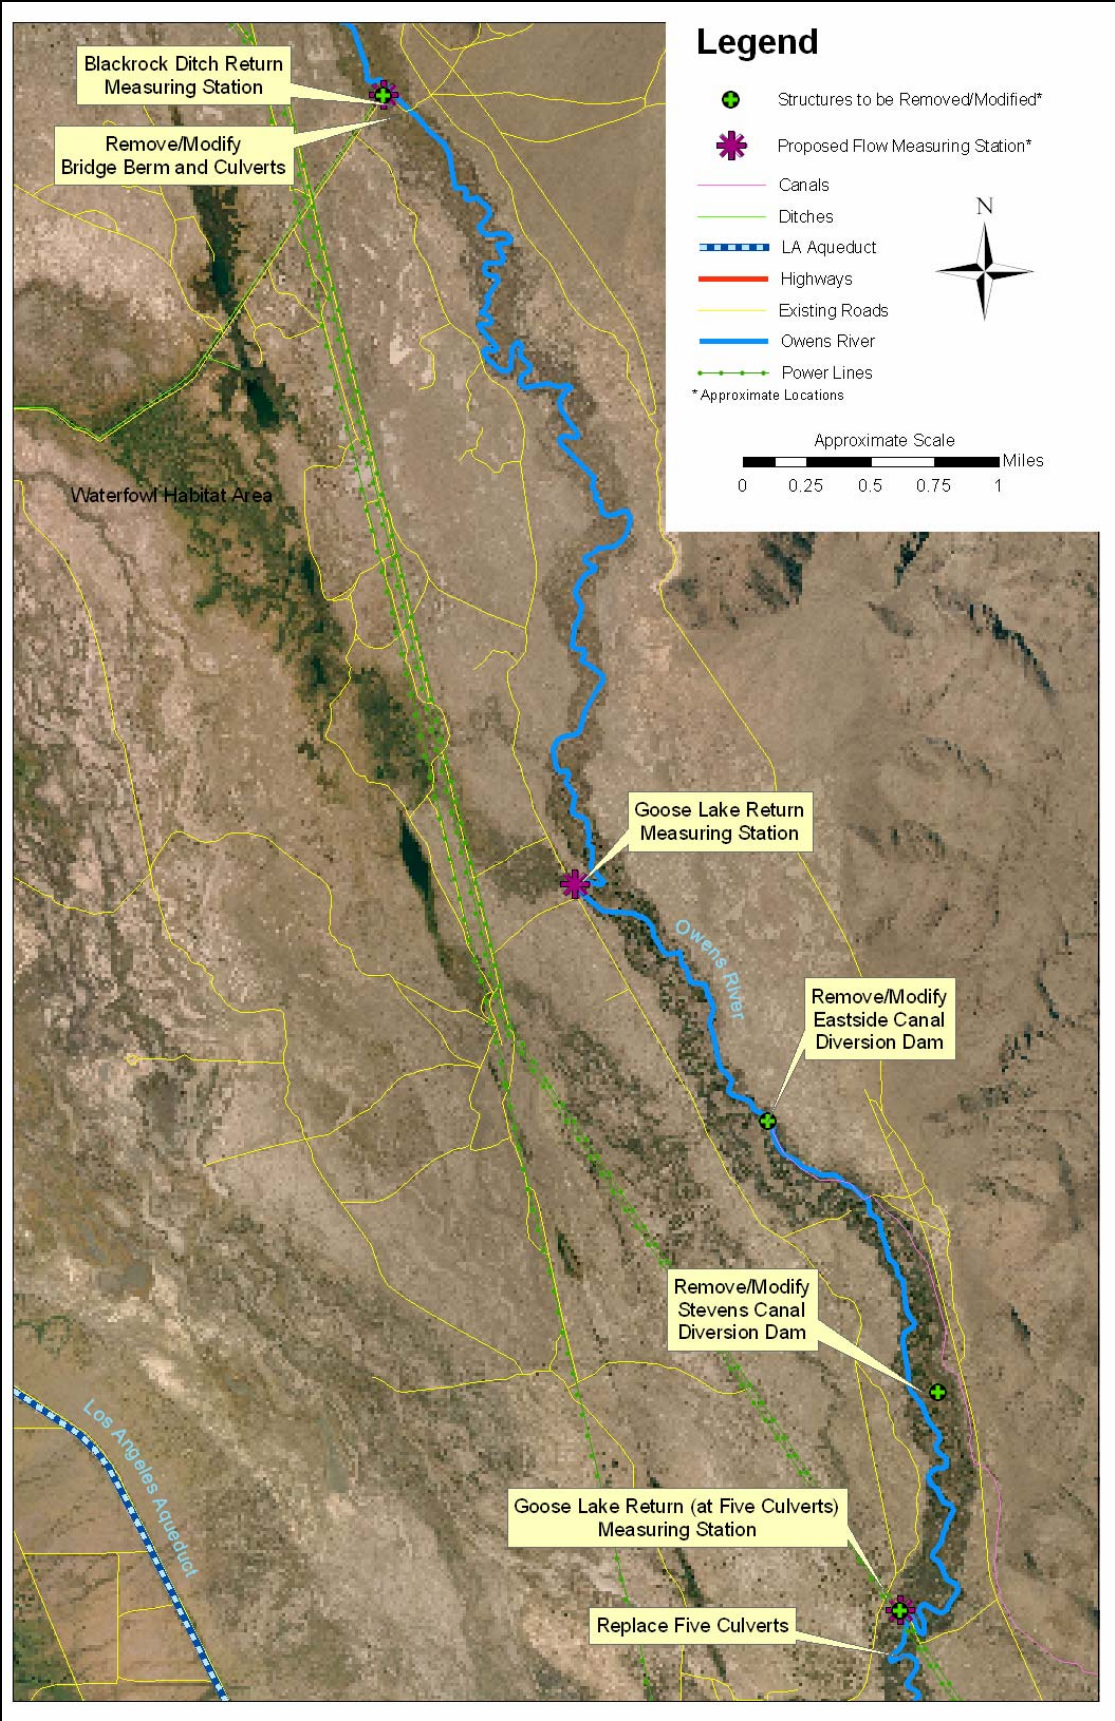 Blackrock Ditch Return
Measuring Station
Remove/Modify
Bridge Berm and Culverts
Legend
Structures to be Removed/Modified*
Proposed Flow Measuring Station*
Canals
Ditches
LA Aqueduct
Highways
Existing Roads
Owens River
Power Lines
* Approximate Locations
N
Approximate Scale
Miles
0 0.25 0.5 0.75 1
Waterfowl Habitat Area
Goose Lake Return
Measuring Station
Owens River
Remove/Modify
Eastside Canal
Diversion Dam
Remove/Modify
Stevens Canal
Diversion Dam
Los Angeles Aqueduct
Goose Lake Return (at Five Culverts)
Measuring Station
Replace Five Culverts